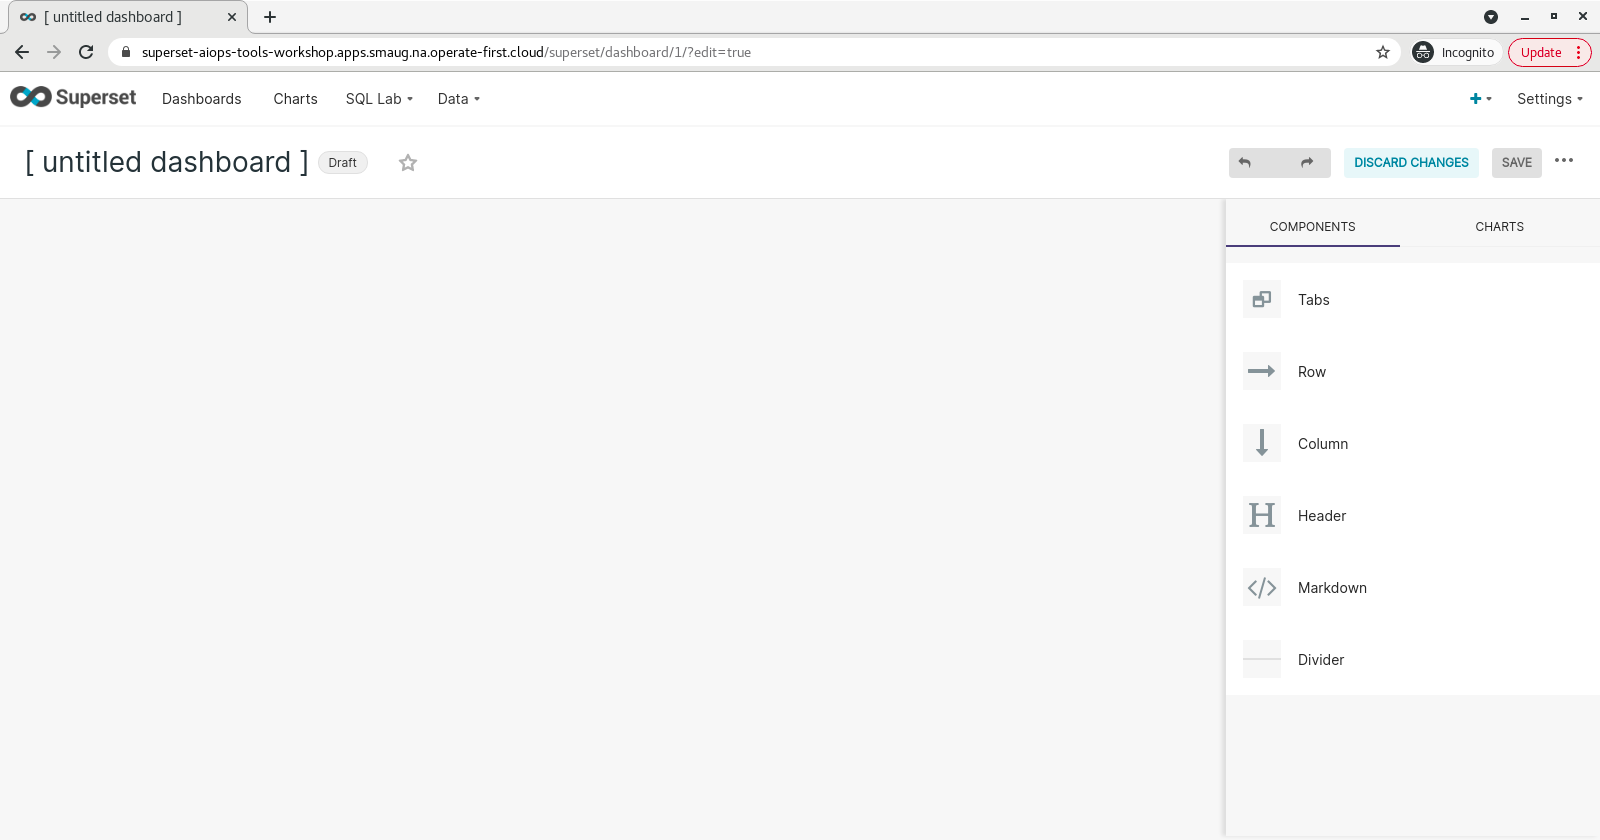 [ untitled dashboard ]
superset-aiops-tools-workshop.apps.smaug.na.operate-first.cloud/superset/dashboard/1/?edit=true
Incognito
Update
Superset
Dashboards
Charts
SQL Lab
Data
Settings
[ untitled dashboard ]
Draft
DISCARD CHANGES
SAVE
COMPONENTS
CHARTS
Tabs
Row
Column
H
Header
</>
Markdown
Divider